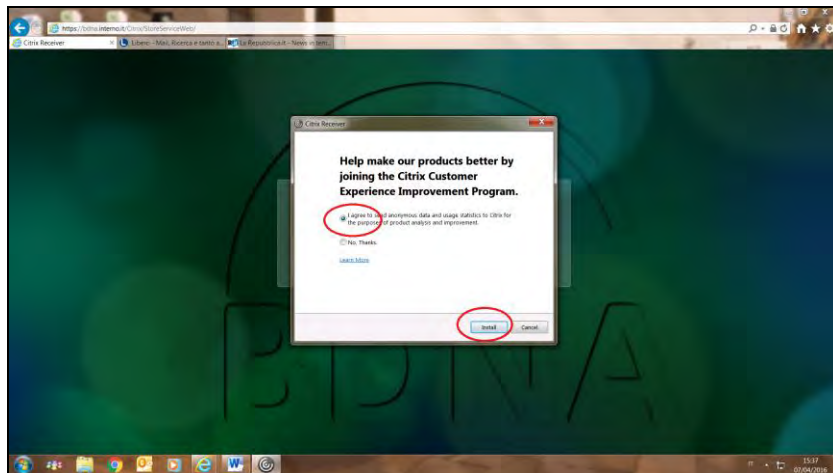 https://bdna.interno.it/Citrix/StoreServiceWeb/
Citrix Receiver
Libero - Mail, Ricerca e tanto a...
La Repubblica.it - News in tem...
Citrix Receiver
Help make our products better by
joining the Citrix Customer
Experience Improvement Program.
I agree to send anonymous data and usage statistics to Citrix for
the purposes of product analysis and improvement.
No, Thanks.
Learn More
Install
Cancel
BDNA
IT
15:37
07/04/2016